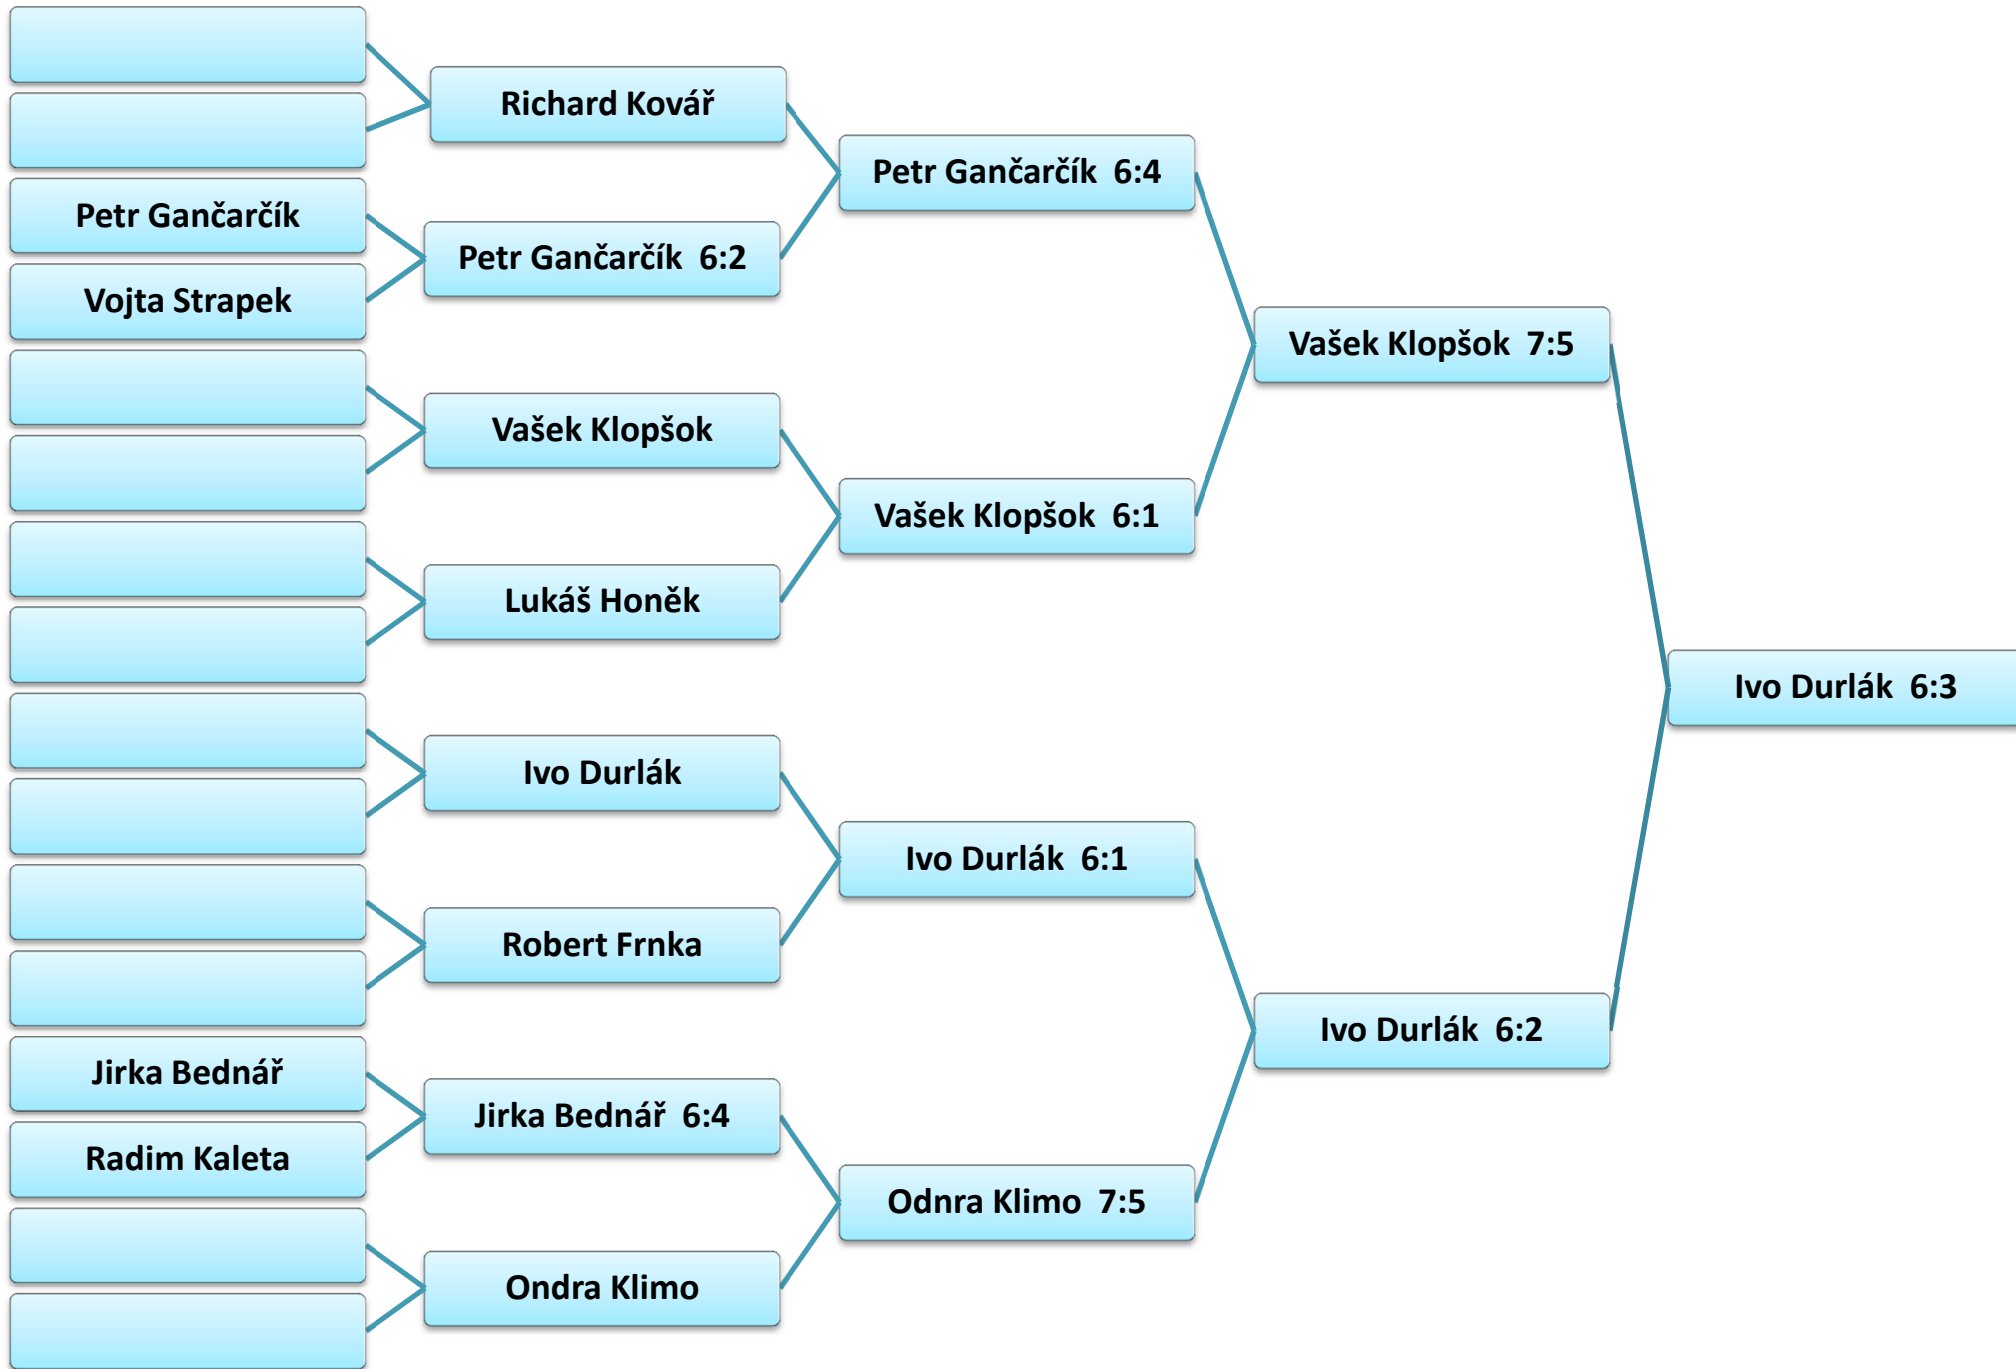 Richard Kovář
Petr Gančarčík 6:4
Petr Gančarčík
Petr Gančarčík 6:2
Vojta Strapek
Vašek Klopšok 7:5
Vašek Klopšok
Vašek Klopšok 6:1
Lukáš Honěk
Ivo Durlák 6:3
Ivo Durlák
Ivo Durlák 6:1
Robert Frnka
Ivo Durlák 6:2
Jirka Bednář
Jirka Bednář 6:4
Radim Kaleta
Odnra Klimo 7:5
Ondra Klimo